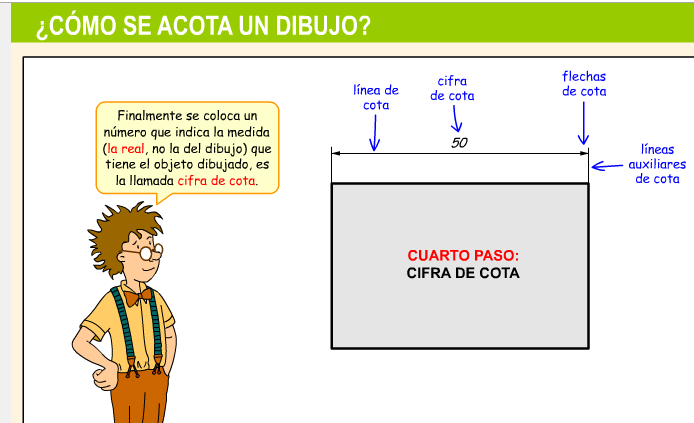 ¿CÓMO SE ACOTA UN DIBUJO?
Finalmente se coloca un
número que indica la medida
(la real, no la del dibujo) que
tiene el objeto dibujado, es
la llamada cifra de cota.
línea de
cota
cifra
de cota
flechas
de cota
50
líneas
auxiliares
de cota
CUARTO PASO:
CIFRA DE COTA